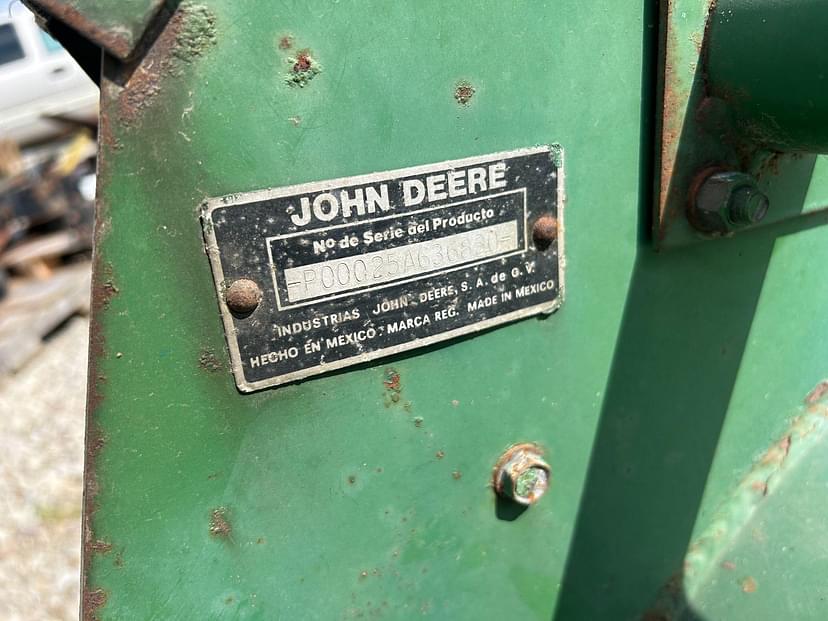 JOHN DEERE
No de Serie del Producto
P00025A636830
INDUSTRIAS JOHN DEERE, S.A. de C.V.
HECHO EN MEXICO - MARCA REG. MADE IN MEXICO